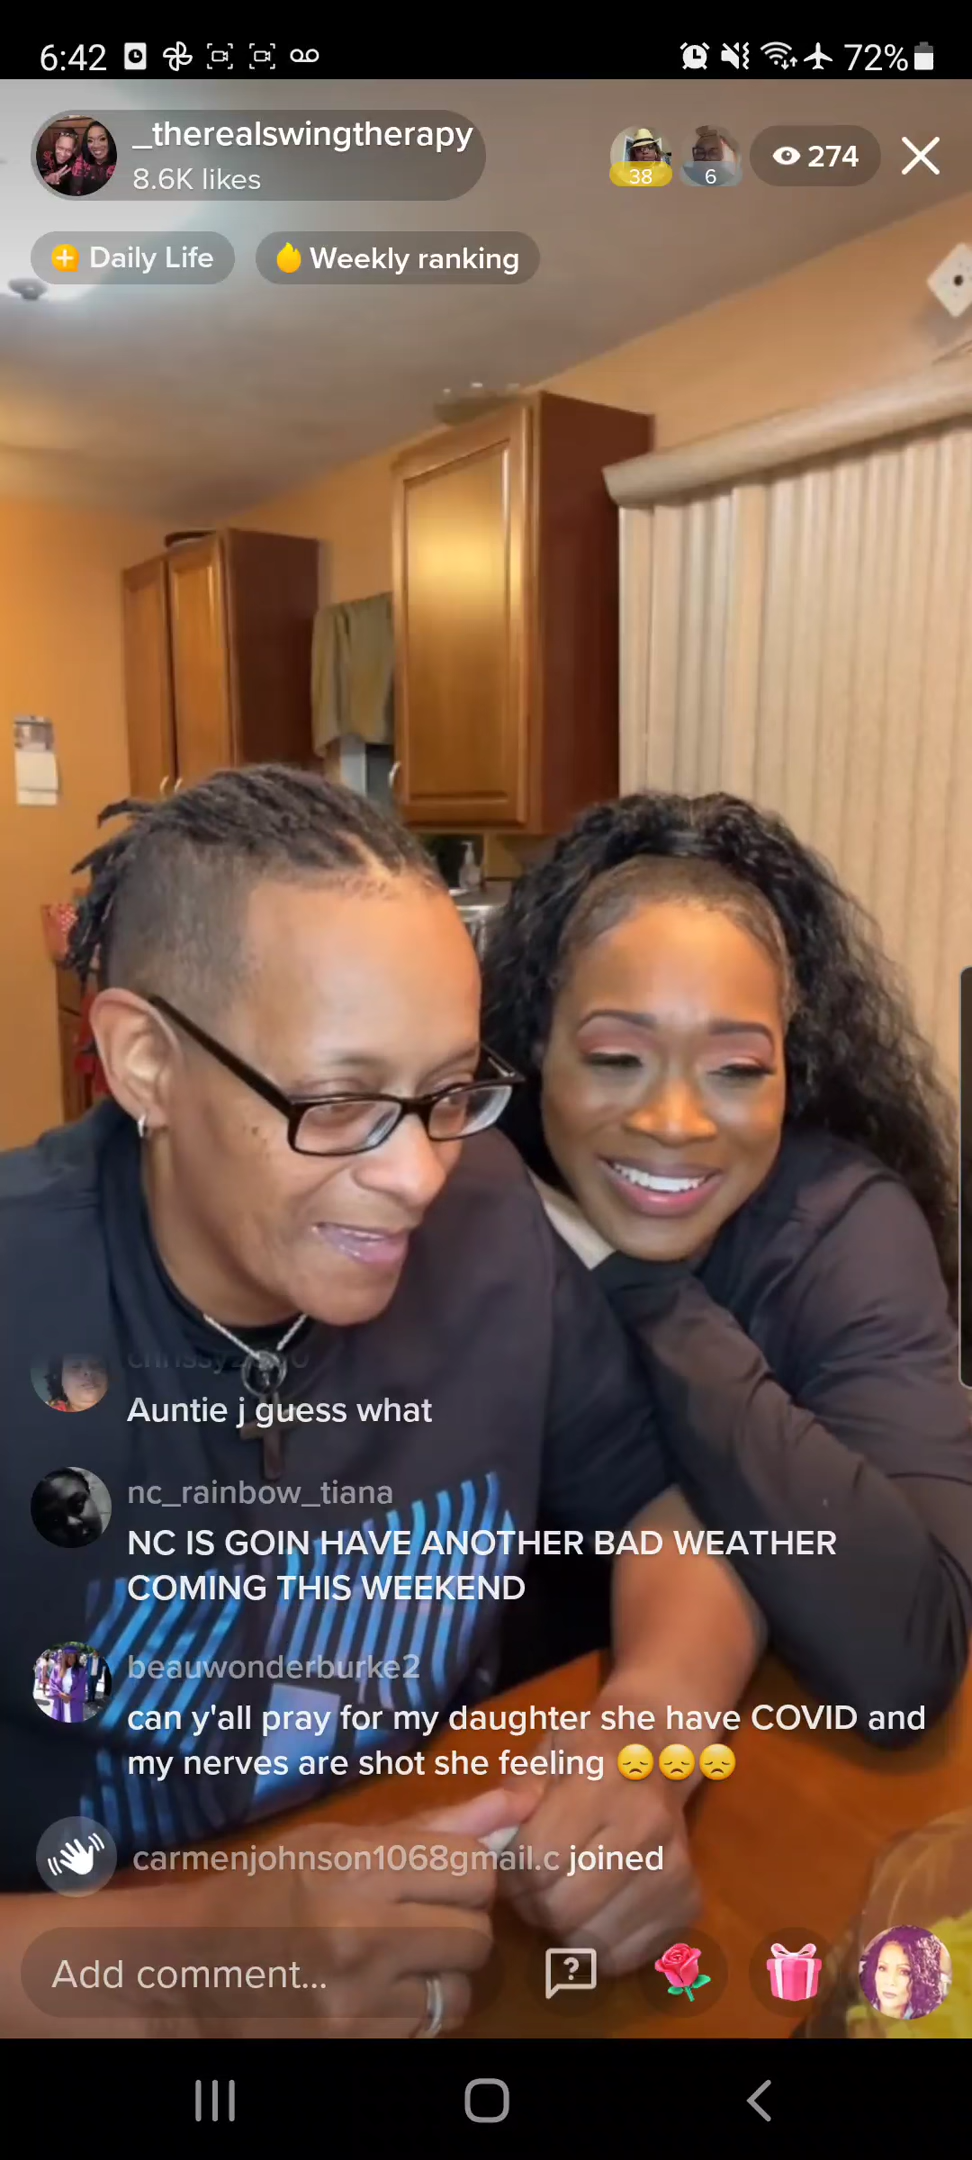 6:42
72%
_therealswingtherapy
8.6K likes
38
6
274
Daily Life
Weekly ranking
Auntie j guess what
nc_rainbow_tiana
NC IS GOIN HAVE ANOTHER BAD WEATHER
COMING THIS WEEKEND
beauwonderburke2
can y'all pray for my daughter she have COVID and
my nerves are shot she feeling 😞😞😞
carmenjohnson1068gmail.c joined
Add comment...